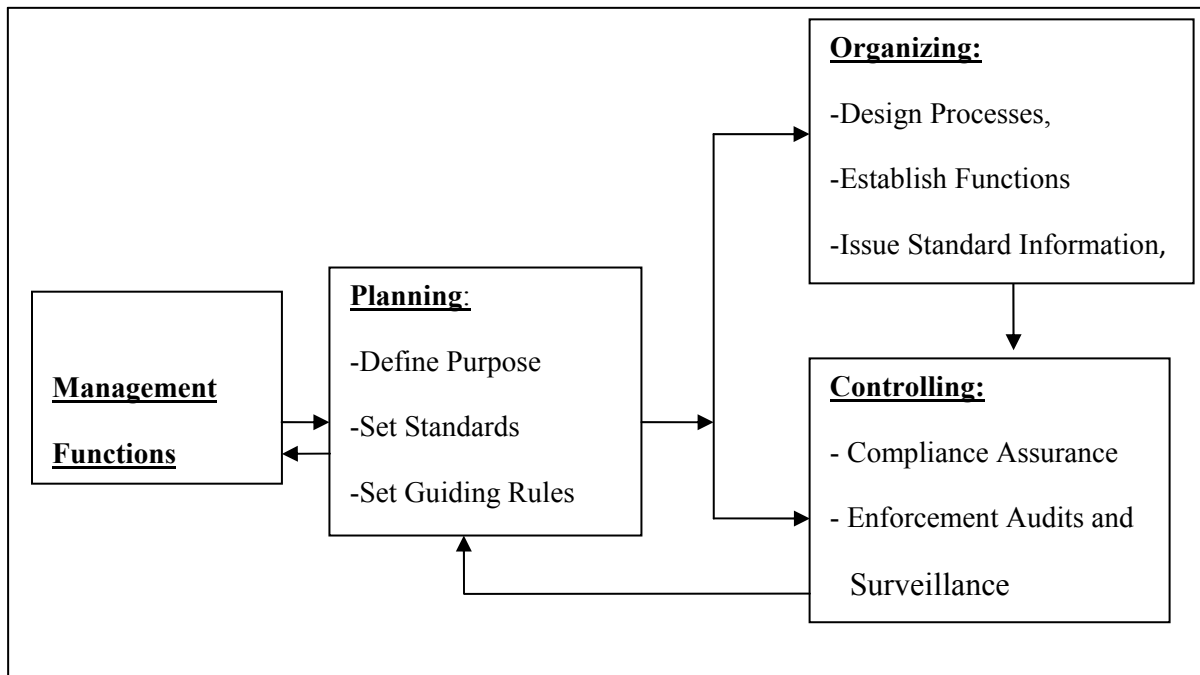 Management
Functions
Planning:
-Define Purpose
-Set Standards
-Set Guiding Rules
Organizing:
-Design Processes,
-Establish Functions
-Issue Standard Information,
Controlling:
- Compliance Assurance
- Enforcement Audits and
Surveillance